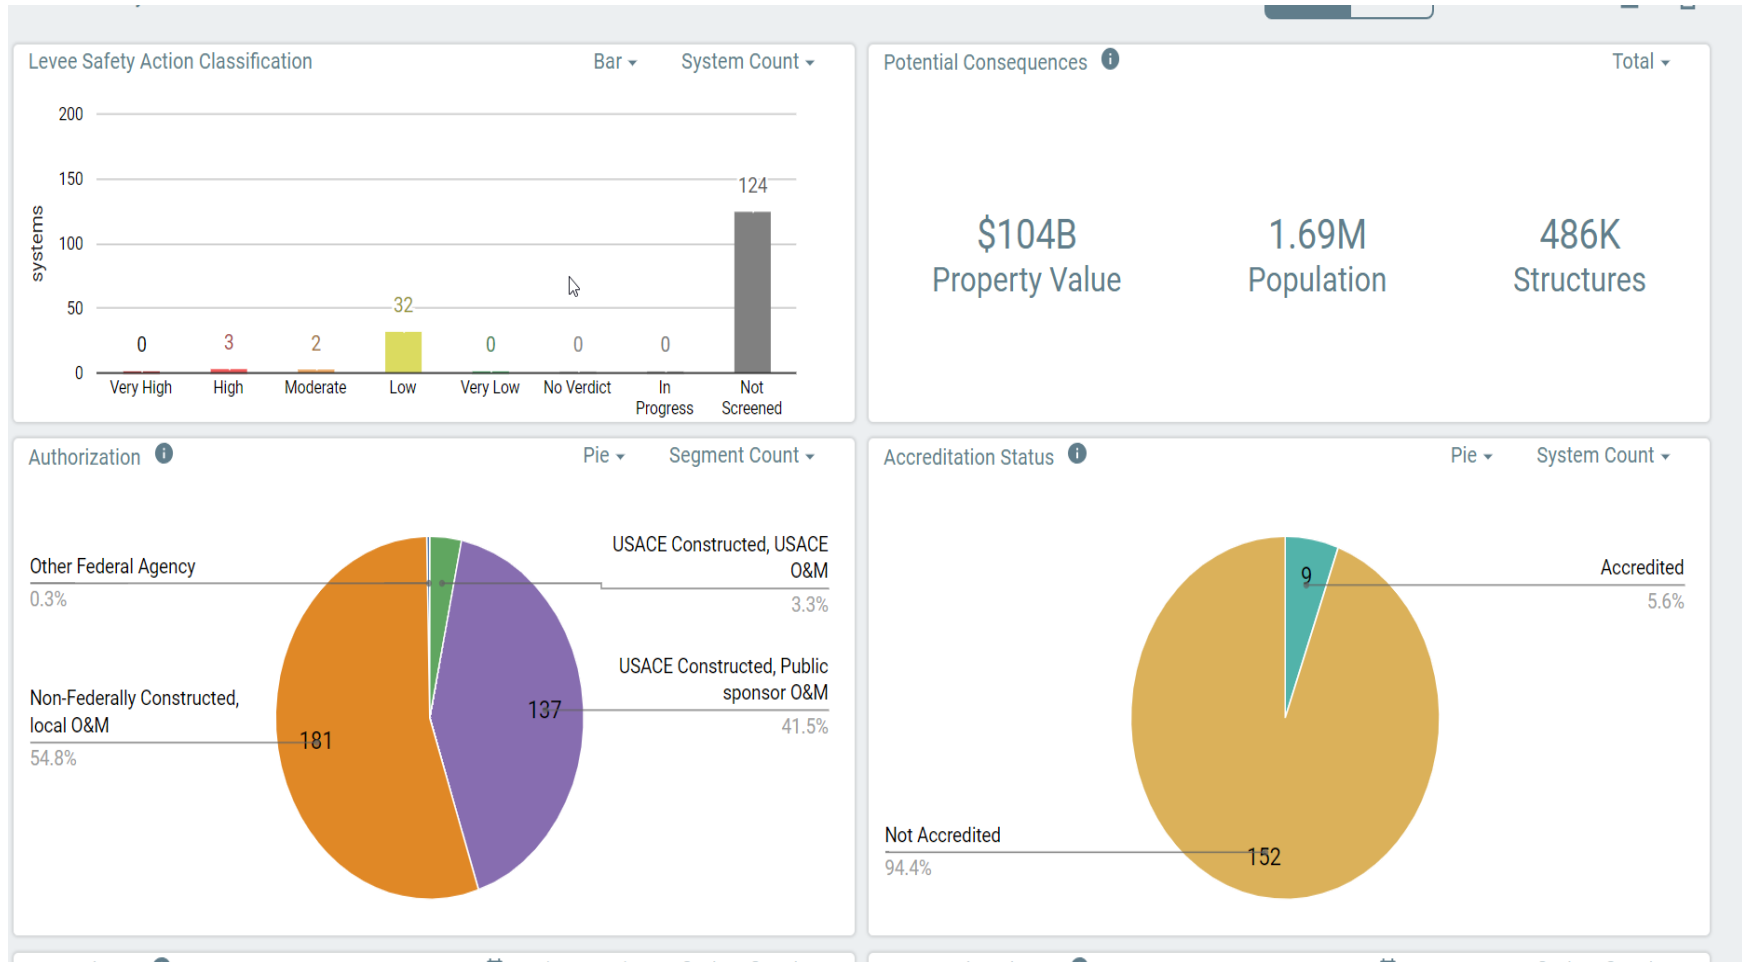 Levee Safety Action Classification
Bar
System Count
200
150
100
50
0
systems
0
3
2
32
0
0
0
124
Very High
High
Moderate
Low
Very Low
No Verdict
In
Progress
Not
Screened
Potential Consequences
Total
$104B
Property Value
1.69M
Population
486K
Structures
Authorization
Pie
Segment Count
Other Federal Agency
0.3%
Non-Federally Constructed,
local O&M
54.8%
181
137
USACE Constructed, USACE
O&M
3.3%
USACE Constructed, Public
sponsor O&M
41.5%
Accreditation Status
Pie
System Count
9
Accredited
5.6%
Not Accredited
94.4%
152